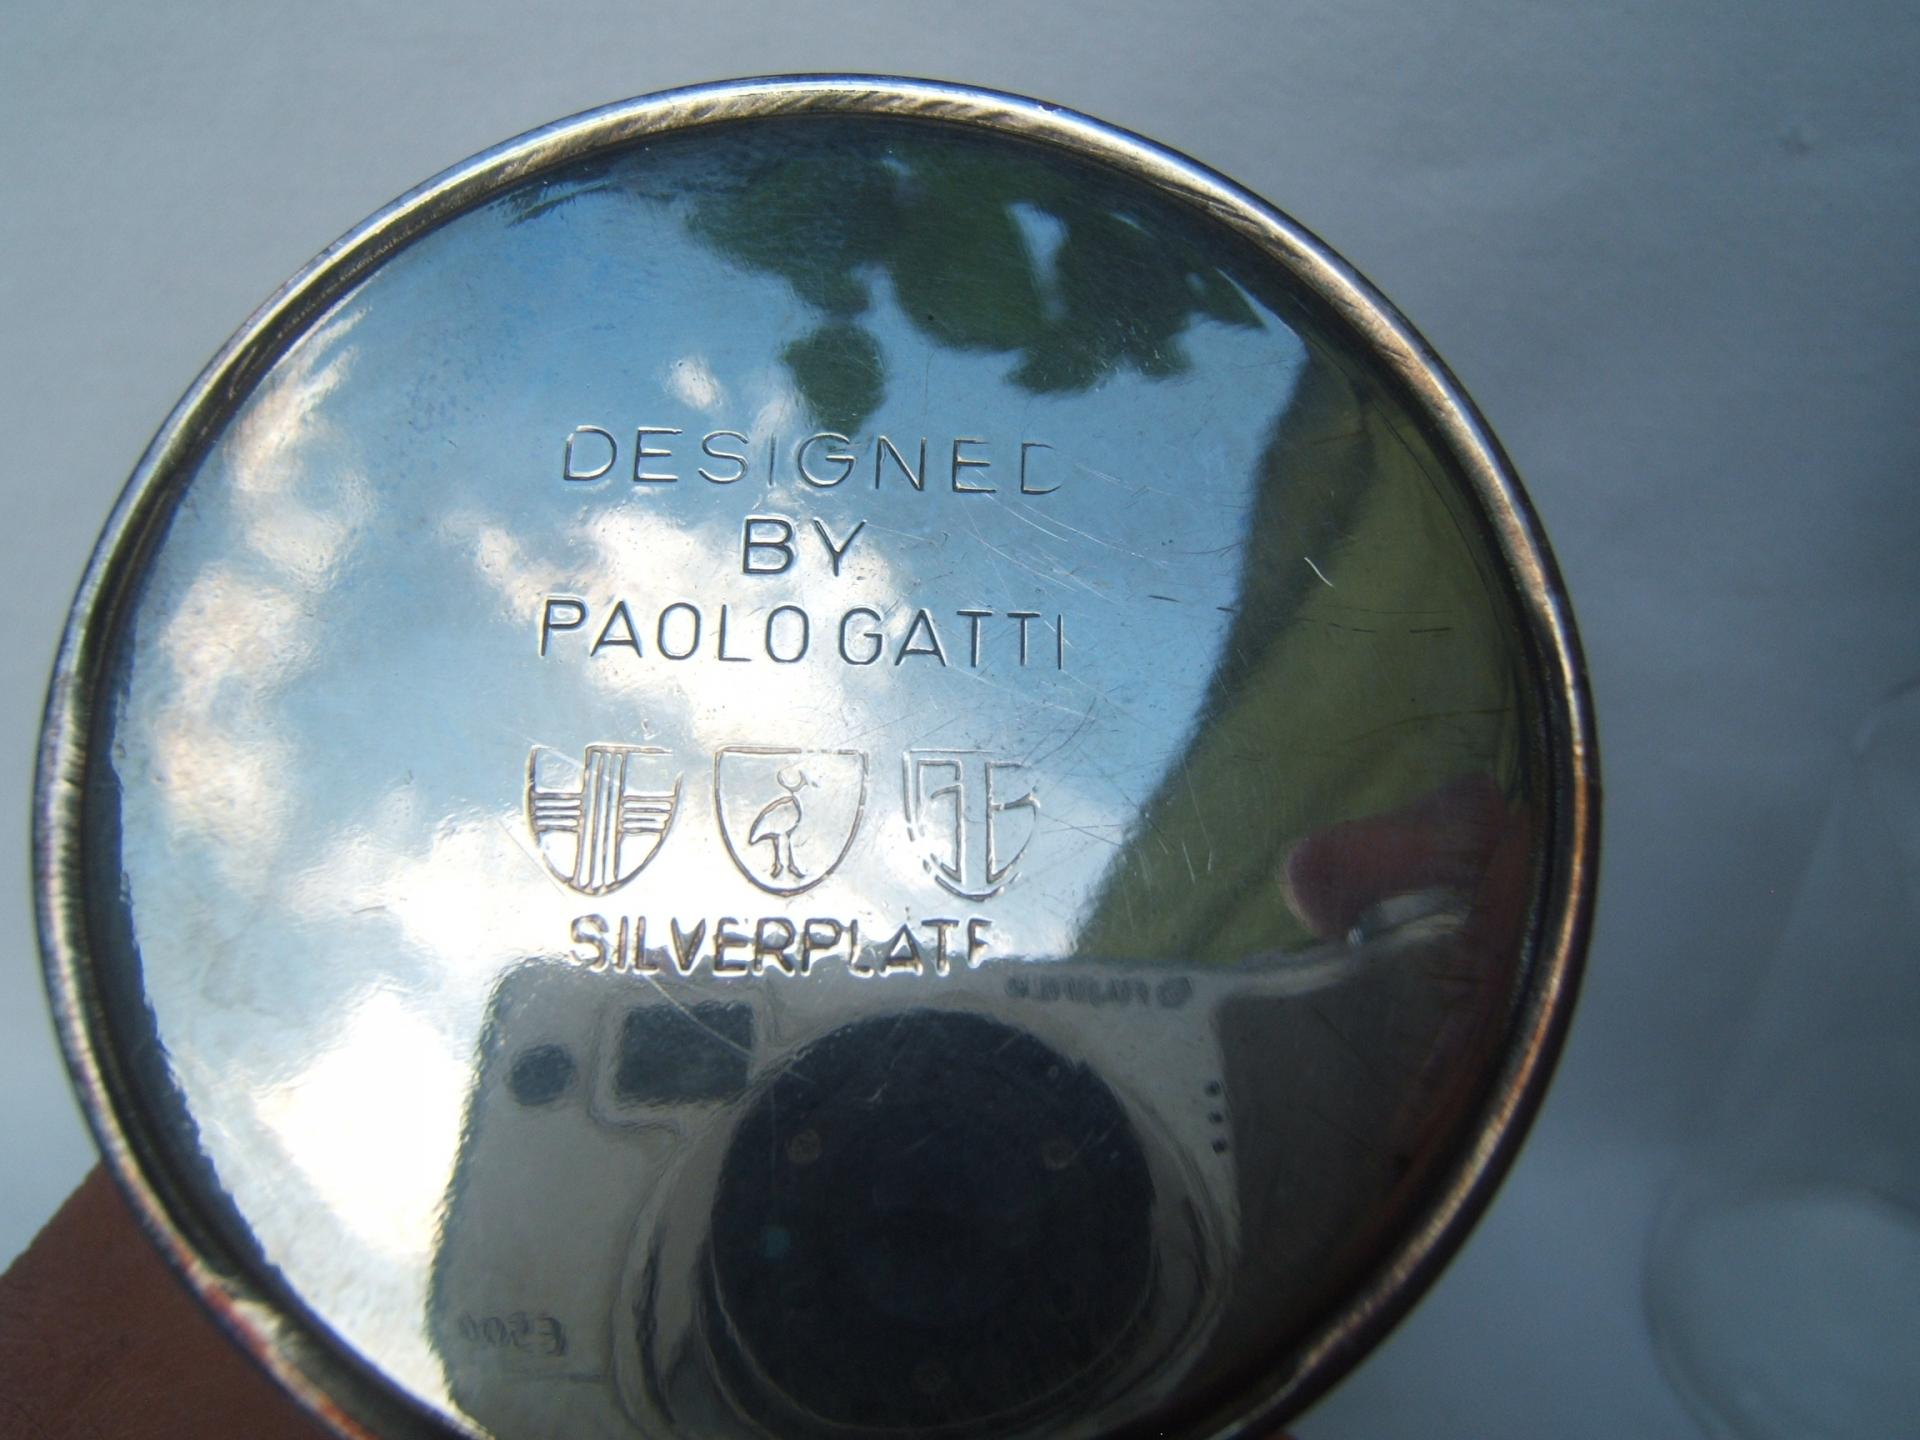 DESIGNED
BY
PAOLO GATTI
SILVERPLATE